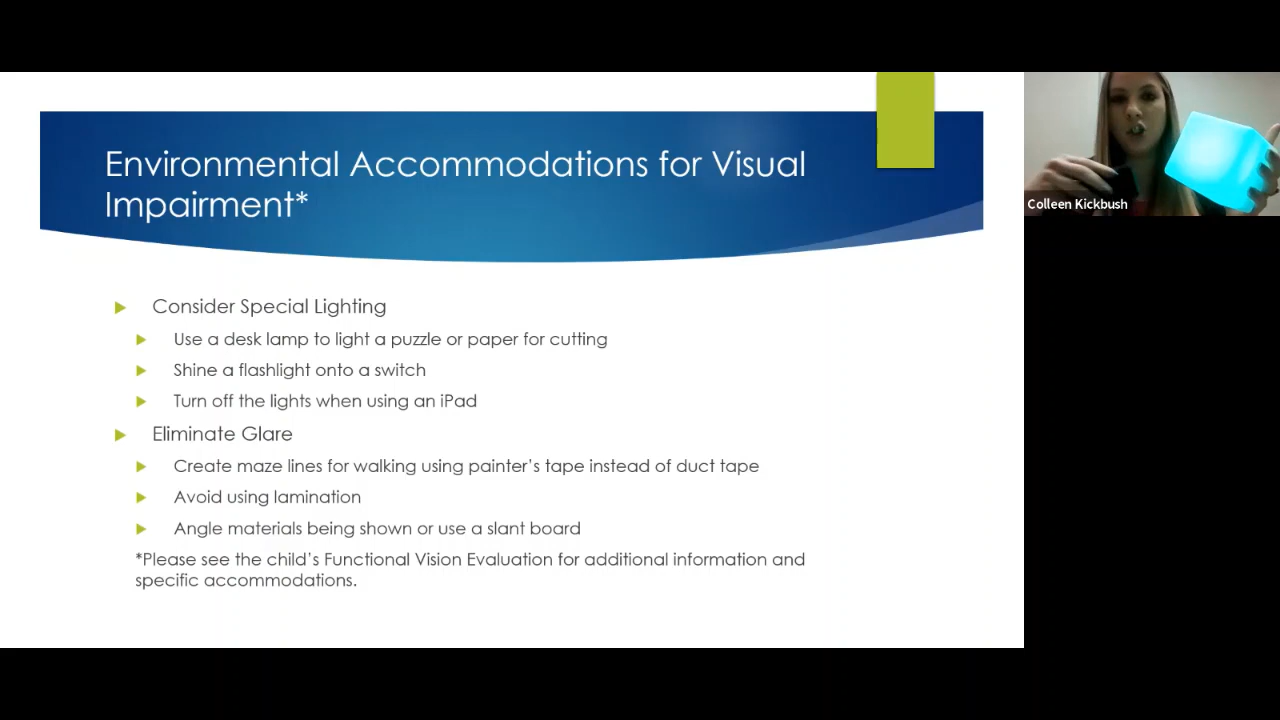 Environmental Accommodations for Visual
Impairment*
Colleen Kickbush
Consider Special Lighting
Use a desk lamp to light a puzzle or paper for cutting
Shine a flashlight onto a switch
Turn off the lights when using an iPad
Eliminate Glare
Create maze lines for walking using painter's tape instead of duct tape
Avoid using lamination
Angle materials being shown or use a slant board
*Please see the child's Functional Vision Evaluation for additional information and
specific accommodations.